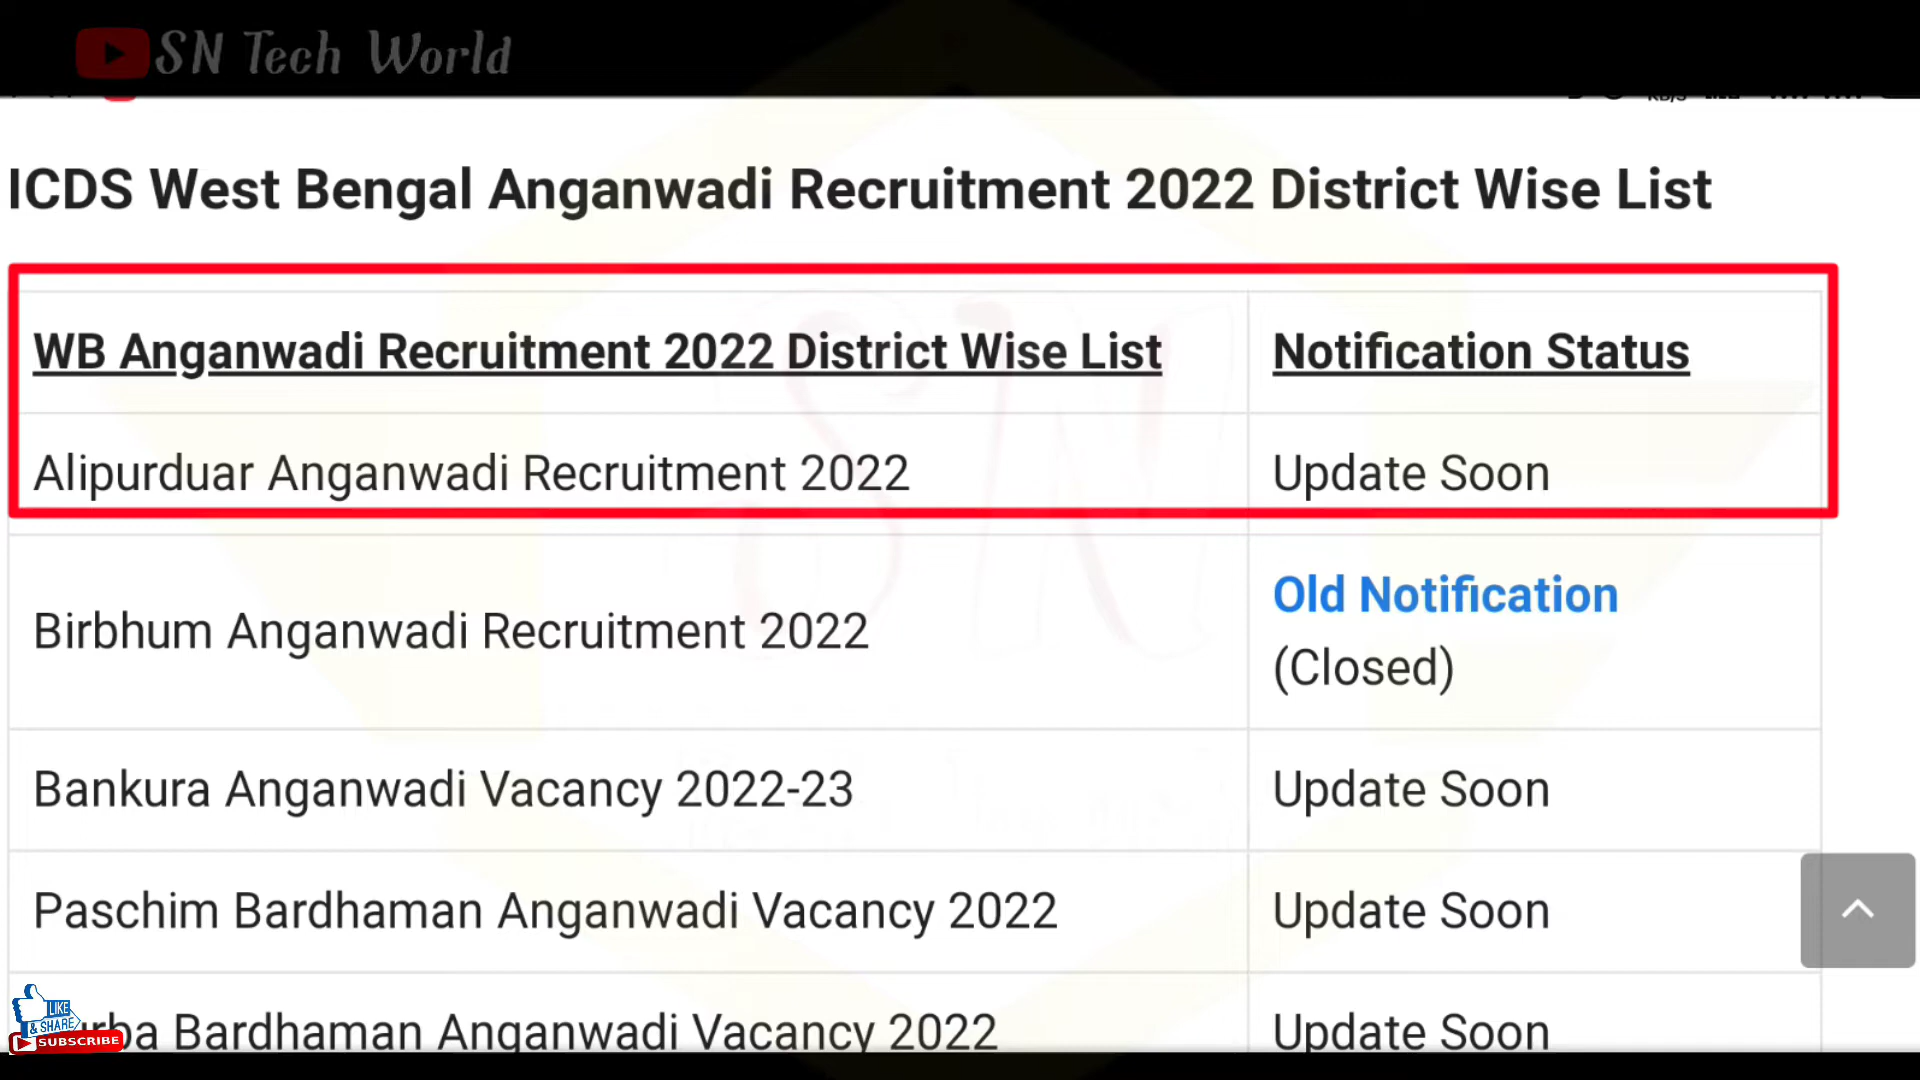 SN Tech World
ICDS West Bengal Anganwadi Recruitment 2022 District Wise List
WB Anganwadi Recruitment 2022 District Wise List Notification Status
Alipurduar Anganwadi Recruitment 2022 Update Soon
Birbhum Anganwadi Recruitment 2022 Old Notification
(Closed)
Bankura Anganwadi Vacancy 2022-23 Update Soon
Paschim Bardhaman Anganwadi Vacancy 2022 Update Soon
Bardhaman Anganwadi Vacancy 2022 Update Soon
LIKE
& SHARE
SUBSCRIBE